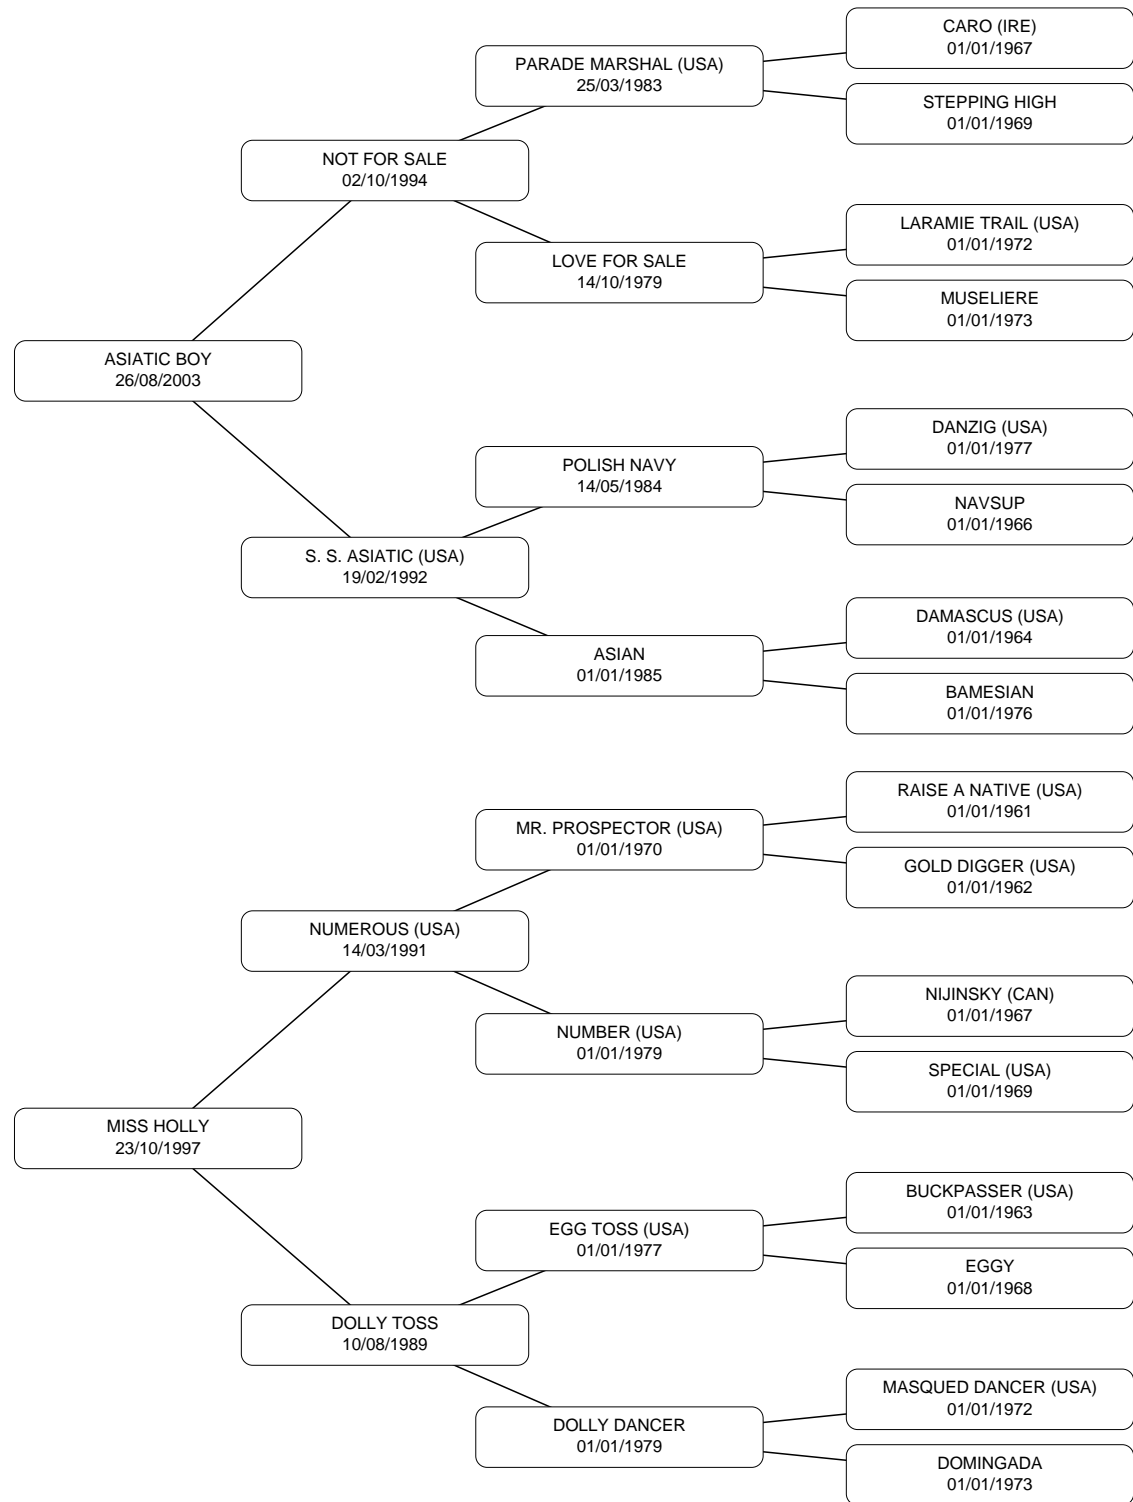 CARO (IRE)
01/01/1967
PARADE MARSHAL (USA)
25/03/1983
STEPPING HIGH
01/01/1969
NOT FOR SALE
02/10/1994
LARAMIE TRAIL (USA)
01/01/1972
LOVE FOR SALE
14/10/1979
MUSELIERE
01/01/1973
ASIATIC BOY
26/08/2003
DANZIG (USA)
01/01/1977
POLISH NAVY
14/05/1984
NAVSUP
01/01/1966
S. S. ASIATIC (USA)
19/02/1992
DAMASCUS (USA)
01/01/1964
ASIAN
01/01/1985
BAMESIAN
01/01/1976
RAISE A NATIVE (USA)
01/01/1961
MR. PROSPECTOR (USA)
01/01/1970
GOLD DIGGER (USA)
01/01/1962
NUMEROUS (USA)
14/03/1991
NIJINSKY (CAN)
01/01/1967
NUMBER (USA)
01/01/1979
SPECIAL (USA)
01/01/1969
MISS HOLLY
23/10/1997
BUCKPASSER (USA)
01/01/1963
EGG TOSS (USA)
01/01/1977
EGGY
01/01/1968
DOLLY TOSS
10/08/1989
MASQUED DANCER (USA)
01/01/1972
DOLLY DANCER
01/01/1979
DOMINGADA
01/01/1973